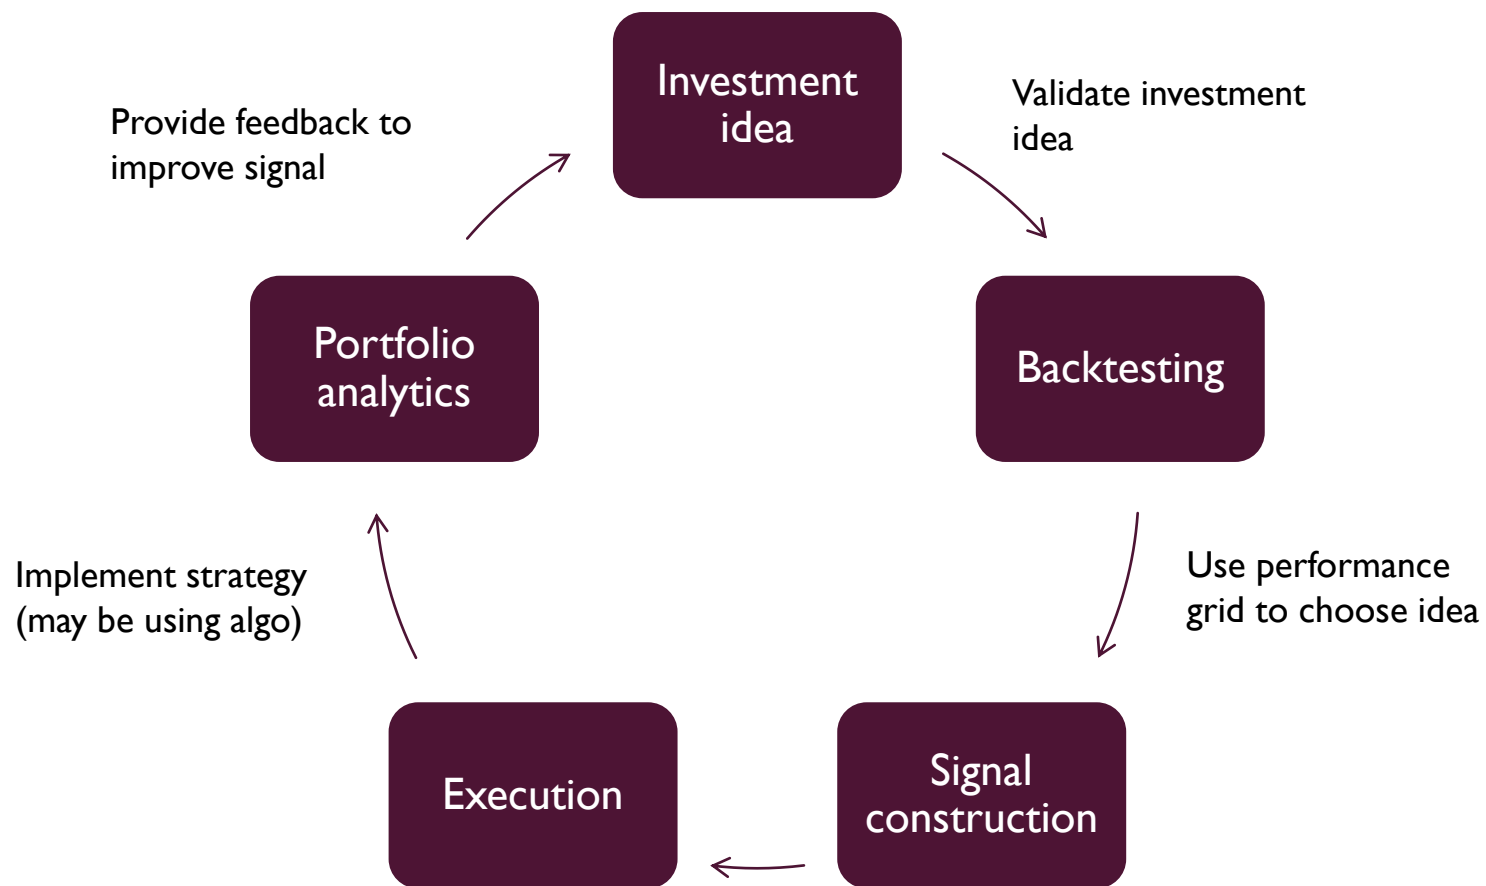 Investment
idea
Validate investment
idea
Backtesting
Use performance
grid to choose idea
Signal
construction
Execution
Implement strategy
(may be using algo)
Portfolio
analytics
Provide feedback to
improve signal